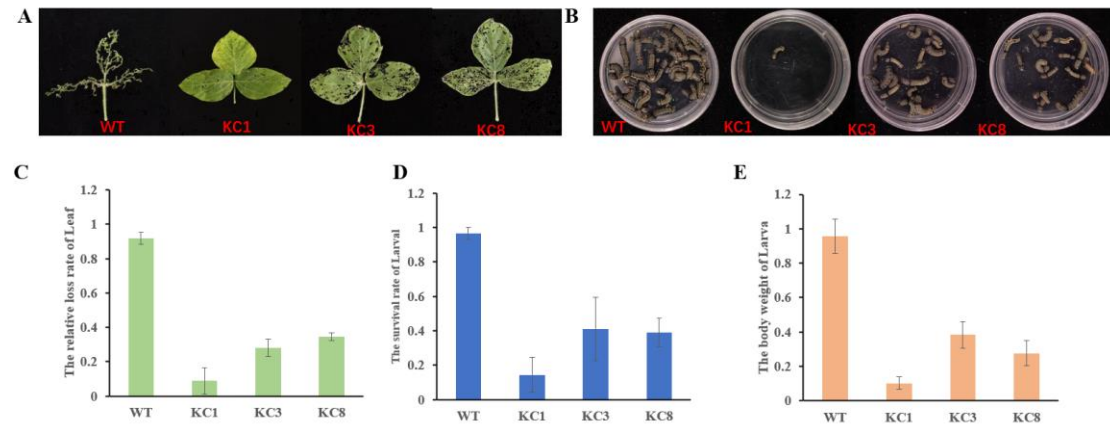 A
WT
KC1
KC3
KC8
B
WT
KC1
KC3
KC8
C
The relative loss rate of Leaf
1.2
1
0.8
0.6
0.4
0.2
0
WT
KC1
KC3
KC8
D
The survival rate of Larval
1.2
1
0.8
0.6
0.4
0.2
0
WT
KC1
KC3
KC8
E
The body weight of Larva
1.2
1
0.8
0.6
0.4
0.2
0
WT
KC1
KC3
KC8